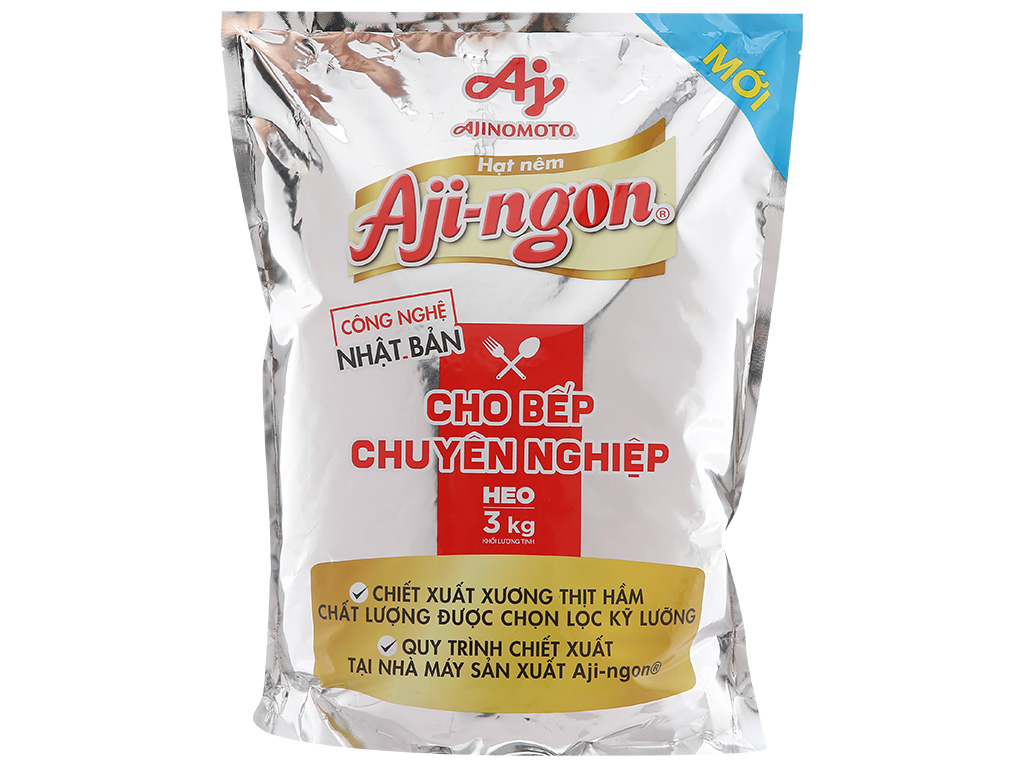 MỚI
Aj
AJINOMOTO®
Hạt nêm
Aji-ngon®
CÔNG NGHỆ
NHẬT BẢN
CHO BẾP
CHUYÊN NGHIỆP
HEO
3 kg
KHỐI LƯỢNG TỊNH
CHIẾT XUẤT XƯƠNG THỊT HẦM
CHẤT LƯỢNG ĐƯỢC CHỌN LỌC KỸ LƯỠNG
QUY TRÌNH CHIẾT XUẤT
TẠI NHÀ MÁY SẢN XUẤT Aji-ngon®